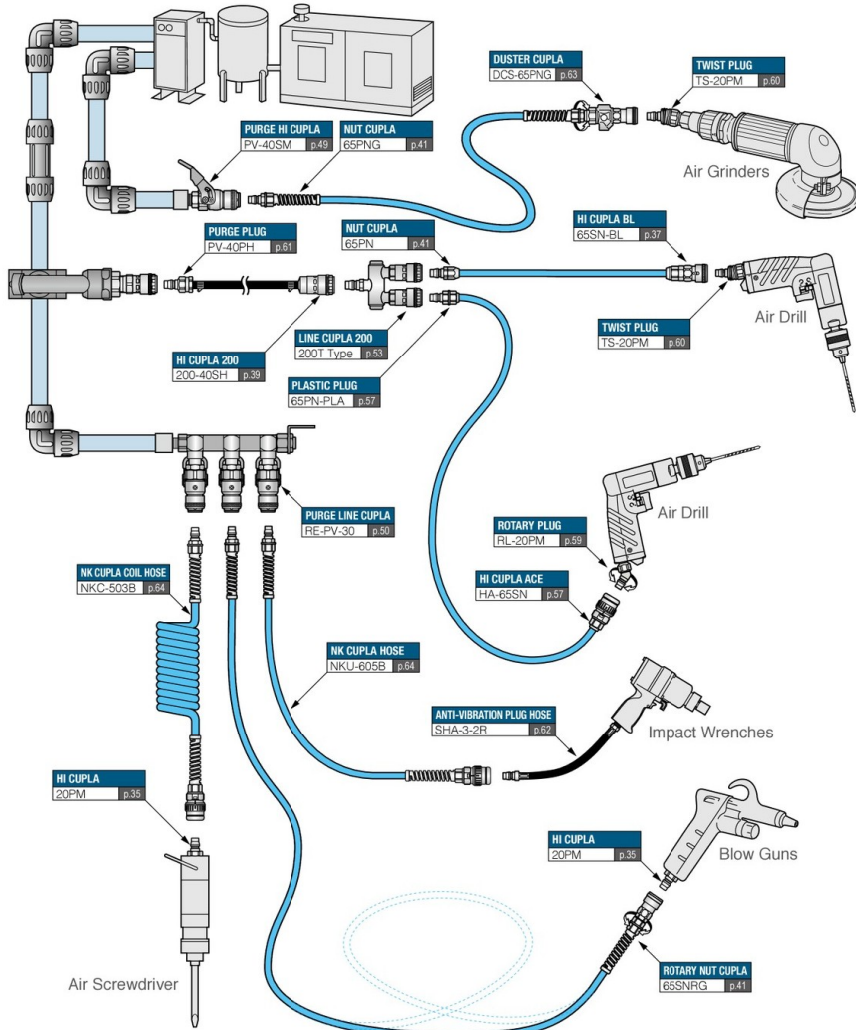 DUSTER CUPLA
DCS-65PNG p.63
TWIST PLUG
TS-20PM p.60
Air Grinders
PURGE HI CUPLA
PV-40SM p.49
NUT CUPLA
65PNG p.41
PURGE PLUG
PV-40PH p.61
NUT CUPLA
65PN p.41
HI CUPLA BL
65SN-BL p.37
Air Drill
TWIST PLUG
TS-20PM p.60
LINE CUPLA 200
200T Type p.53
HI CUPLA 200
200-40SH p.39
PLASTIC PLUG
65PN-PLA p.57
PURGE LINE CUPLA
RE-PV-30 p.50
Air Drill
ROTARY PLUG
RL-20PM p.59
HI CUPLA ACE
HA-65SN p.57
NK CUPLA COIL HOSE
NKC-503B p.64
NK CUPLA HOSE
NKU-605B p.64
ANTI-VIBRATION PLUG HOSE
SHA-3-2R p.62
Impact Wrenches
HI CUPLA
20PM p.35
HI CUPLA
20PM p.35
Blow Guns
ROTARY NUT CUPLA
65SNRG p.41
Air Screwdriver